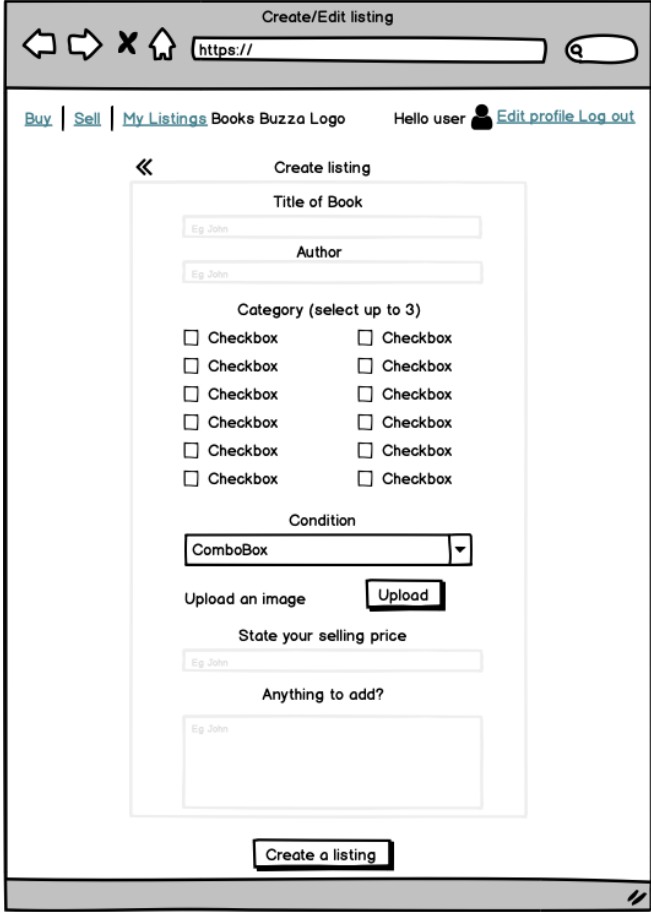 Create/Edit listing
https://
Buy Sell My Listings Books Buzza Logo Hello user Edit profile Log out
Create listing
Title of Book
Eg John
Author
Eg John
Category (select up to 3)
Checkbox Checkbox
Checkbox Checkbox
Checkbox Checkbox
Checkbox Checkbox
Checkbox Checkbox
Checkbox Checkbox
Condition
ComboBox
Upload an image Upload
State your selling price
Eg John
Anything to add?
Eg John
Create a listing